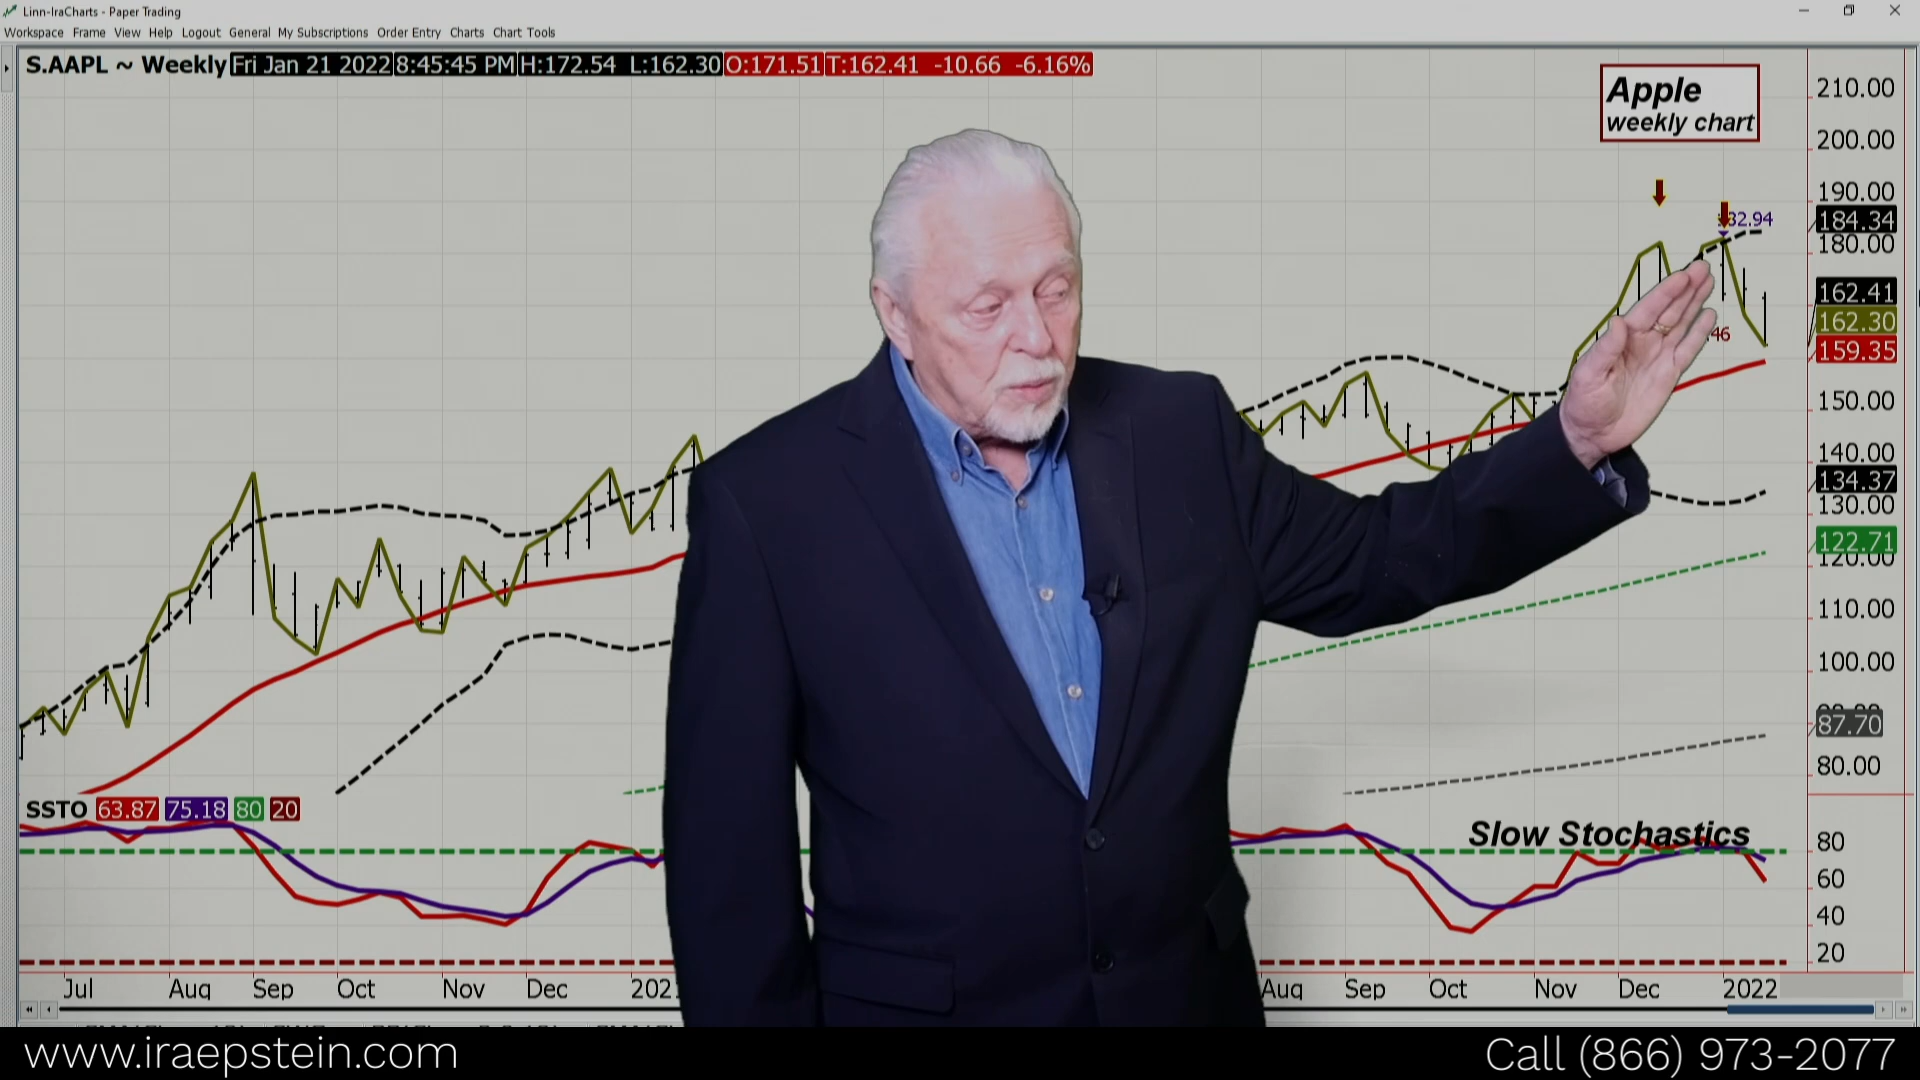 Linn-IraCharts - Paper Trading
Workspace Frame View Help Logout General My Subscriptions Order Entry Charts Chart Tools
S.AAPL ~ Weekly Fri Jan 21 2022 8:45:45 PM H:172.54 L:162.30 O:171.51 T:162.41 -10.66 -6.16%
Apple
weekly chart
210.00
200.00
190.00
32.94
184.34
180.00
162.41
162.30
46
159.35
150.00
140.00
134.37
130.00
122.71
120.00
110.00
100.00
87.70
80.00
SSTO 63.87 75.18 80 20
Slow Stochastics
80
60
40
20
Jul Aug Sep Oct Nov Dec 202 Aug Sep Oct Nov Dec 2022
www.iraepstein.com Call (866) 973-2077